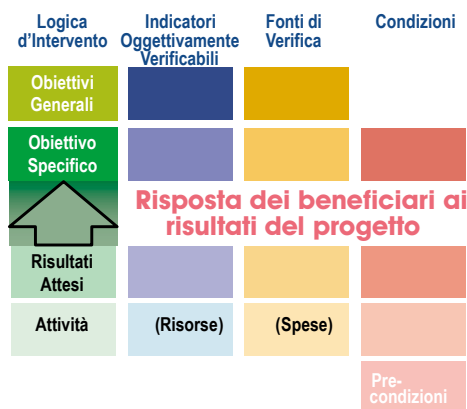 Logica
d'Intervento
Indicatori
Oggettivamente
Verificabili
Fonti di
Verifica
Condizioni
Obiettivi
Generali
Obiettivo
Specifico
Risposta dei beneficiari ai
risultati del progetto
Risultati
Attesi
Attività
(Risorse)
(Spese)
Pre-
condizioni